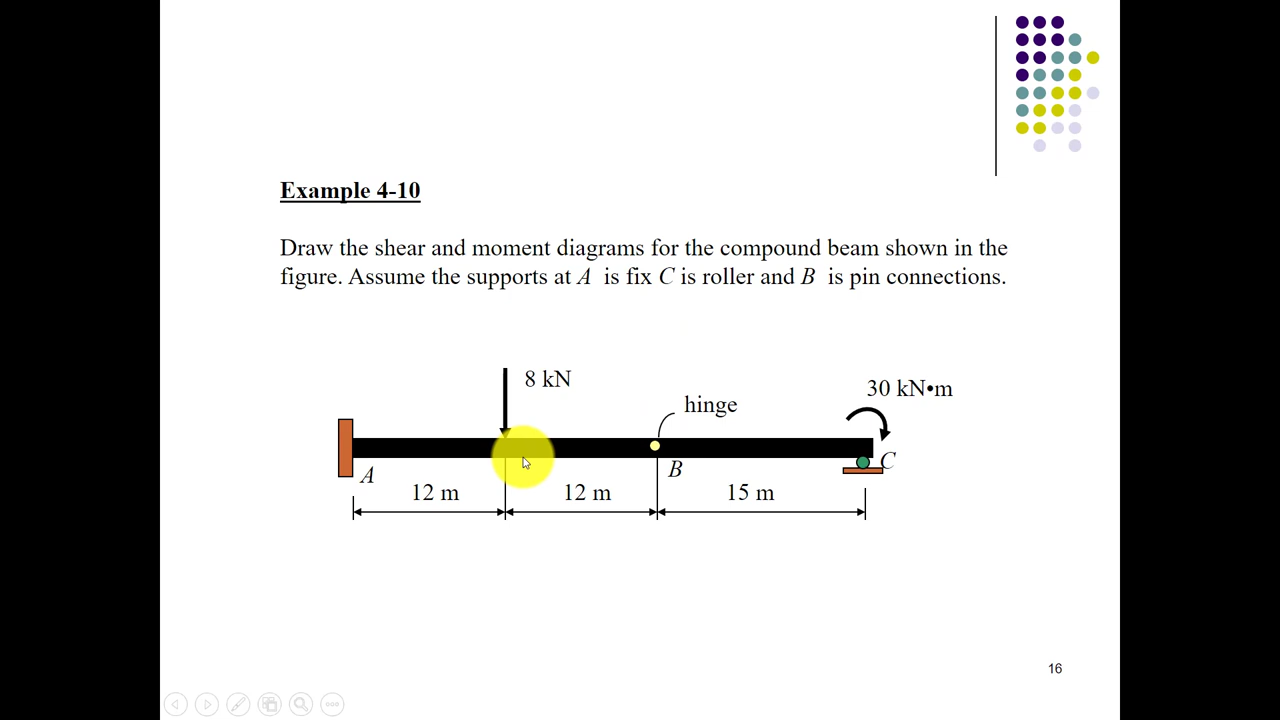 Example 4-10
Draw the shear and moment diagrams for the compound beam shown in the
figure. Assume the supports at A is fix C is roller and B is pin connections.
8 kN
30 kN•m
hinge
A
B
C
12 m
12 m
15 m
16